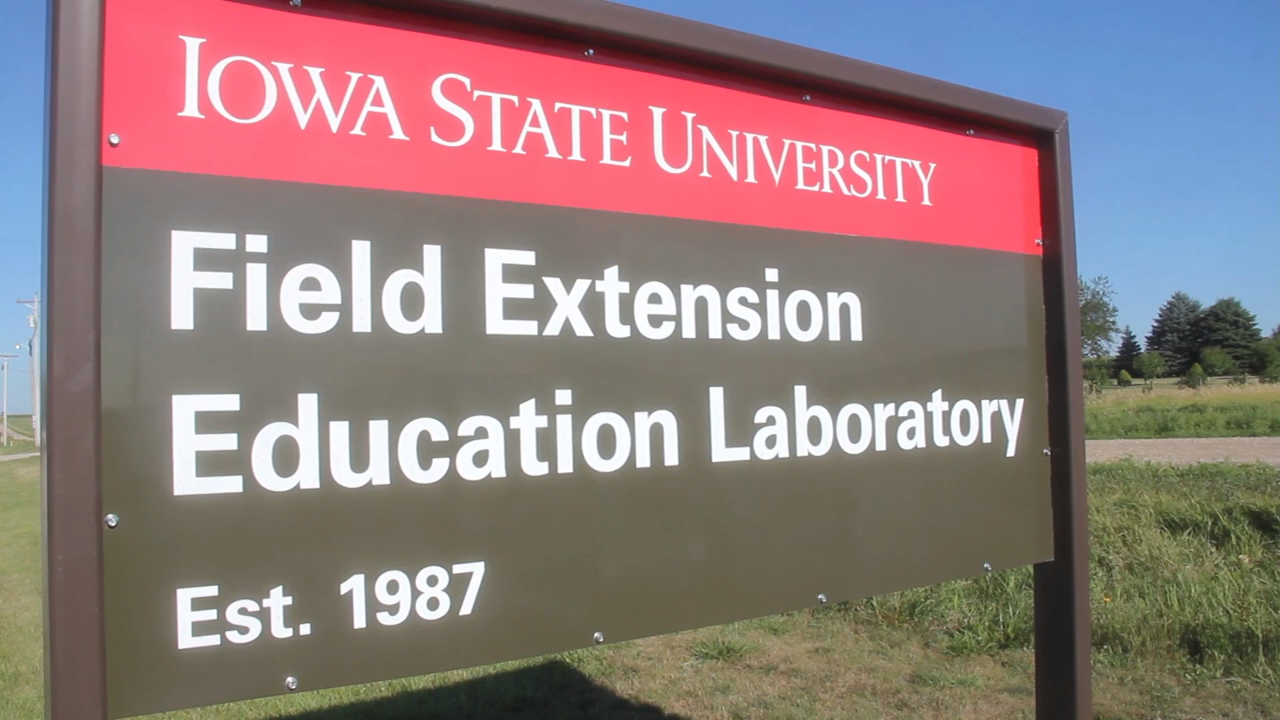 IOWA STATE UNIVERSITY
Field Extension
Education Laboratory
Est. 1987